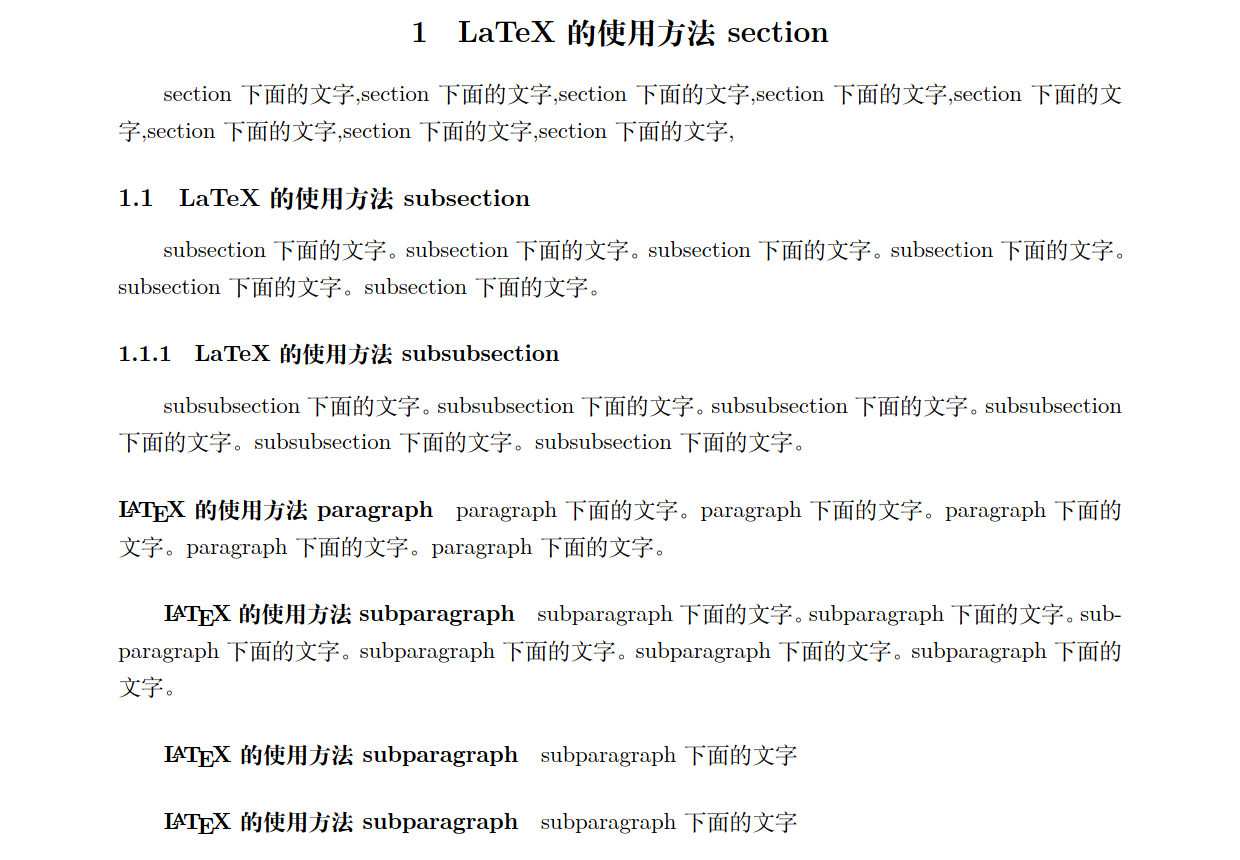 1 LaTeX 的使用方法 section
section 下面的文字,section 下面的文字,section 下面的文字,section 下面的文字,section 下面的文
字,section 下面的文字,section 下面的文字,section 下面的文字,
1.1 LaTeX 的使用方法 subsection
subsection 下面的文字。subsection 下面的文字。subsection 下面的文字。subsection 下面的文字。
subsection 下面的文字。subsection 下面的文字。
1.1.1 LaTeX 的使用方法 subsubsection
subsubsection 下面的文字。subsubsection 下面的文字。subsubsection 下面的文字。subsubsection
下面的文字。subsubsection 下面的文字。subsubsection 下面的文字。
LATEX 的使用方法 paragraph paragraph 下面的文字。paragraph 下面的文字。paragraph 下面的
文字。paragraph 下面的文字。paragraph 下面的文字。
LATEX 的使用方法 subparagraph subparagraph 下面的文字。subparagraph 下面的文字。sub-
paragraph 下面的文字。subparagraph 下面的文字。subparagraph 下面的文字。subparagraph 下面的
文字。
LATEX 的使用方法 subparagraph subparagraph 下面的文字
LATEX 的使用方法 subparagraph subparagraph 下面的文字